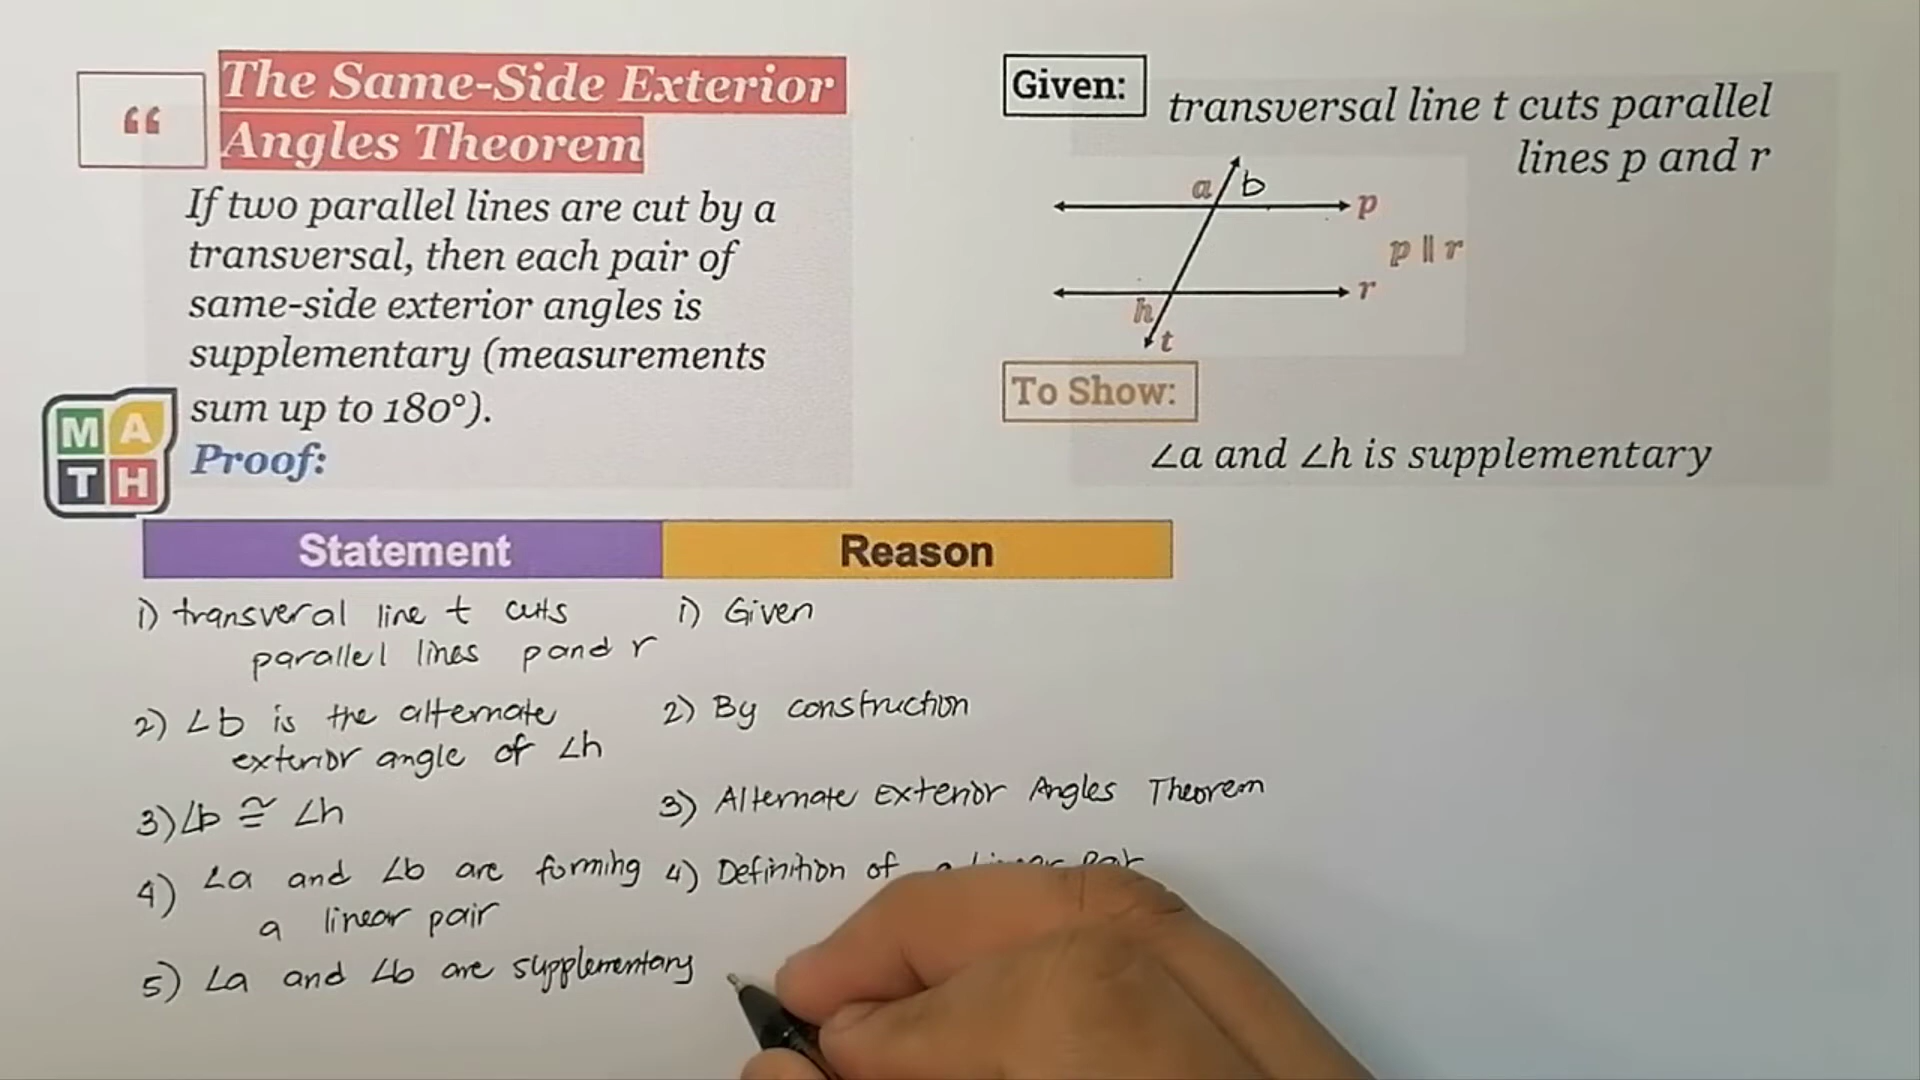 “
The Same-Side Exterior
Angles Theorem
If two parallel lines are cut by a
transversal, then each pair of
same-side exterior angles is
supplementary (measurements
sum up to 180°).
MATH
Proof:
Given:
transversal line t cuts parallel
lines p and r
a b
p
p ∥ r
r
h
t
To Show:
∠a and ∠h is supplementary
Statement Reason
1) transveral line t cuts 1) Given
parallel lines p and r
2) ∠b is the alternate 2) By construction
exterior angle of ∠h
3) ∠b ≅ ∠h 3) Alternate Exterior Angles Theorem
4) ∠a and ∠b are forming 4) Definition of
a linear pair
5) ∠a and ∠b are supplementary